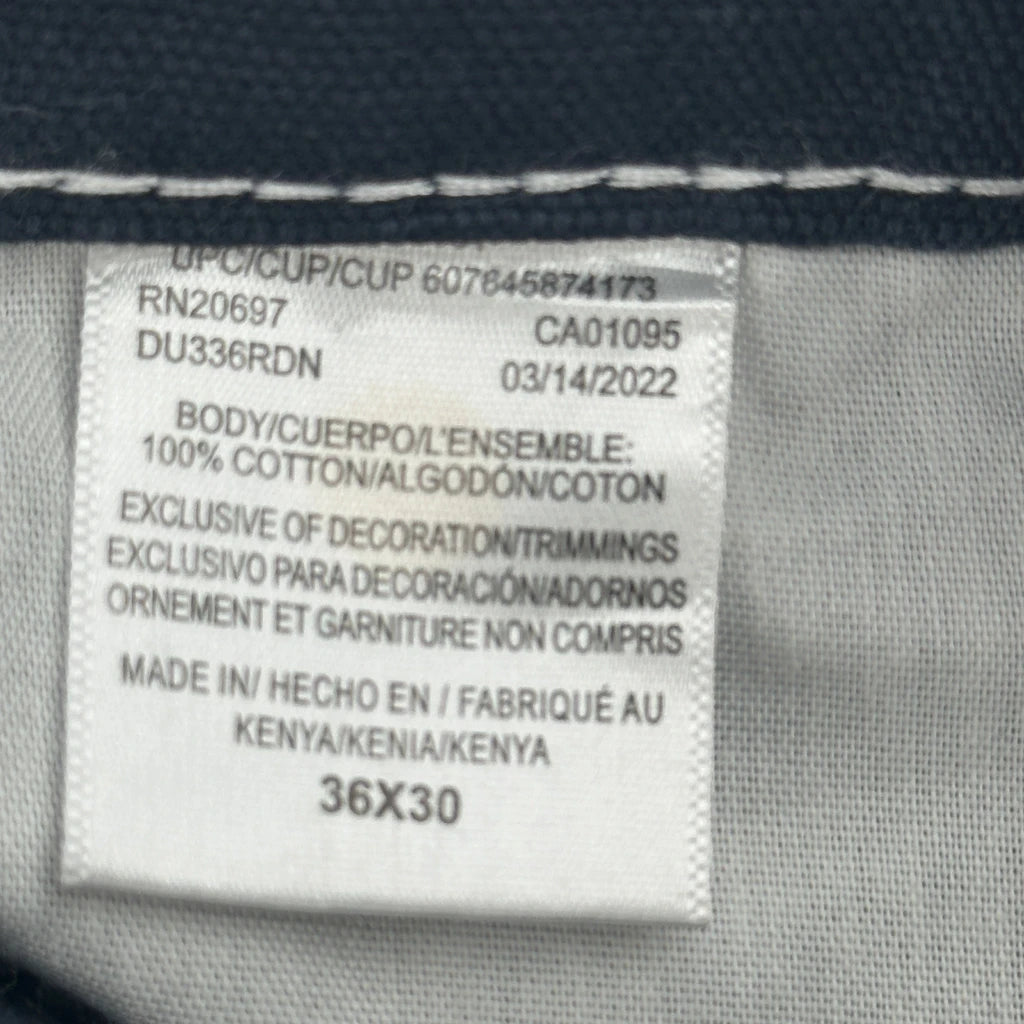 UPC/CUP/CUP 607645874173
RN20697 CA01095
DU336RDN 03/14/2022
BODY/CUERPO/L'ENSEMBLE:
100% COTTON/ALGODÓN/COTON
EXCLUSIVE OF DECORATION/TRIMMINGS
EXCLUSIVO PARA DECORACIÓN/ADORNOS
ORNEMENT ET GARNITURE NON COMPRIS
MADE IN/ HECHO EN / FABRIQUÉ AU
KENYA/KENIA/KENYA
36X30